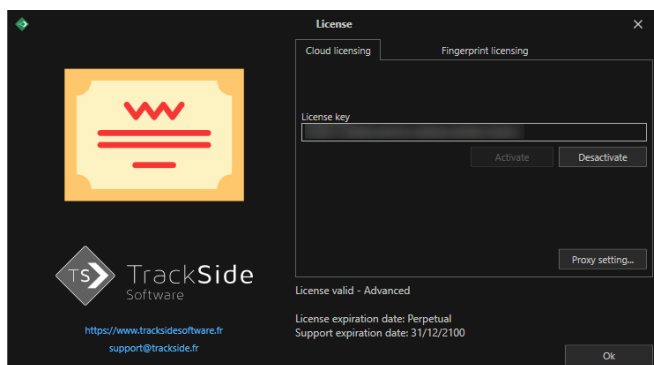 License
Cloud licensing
Fingerprint licensing
License key
Activate
Desactivate
Proxy setting...
TS
TrackSide
Software
https://www.tracksidesoftware.fr
support@trackside.fr
License valid - Advanced
License expiration date: Perpetual
Support expiration date: 31/12/2100
Ok